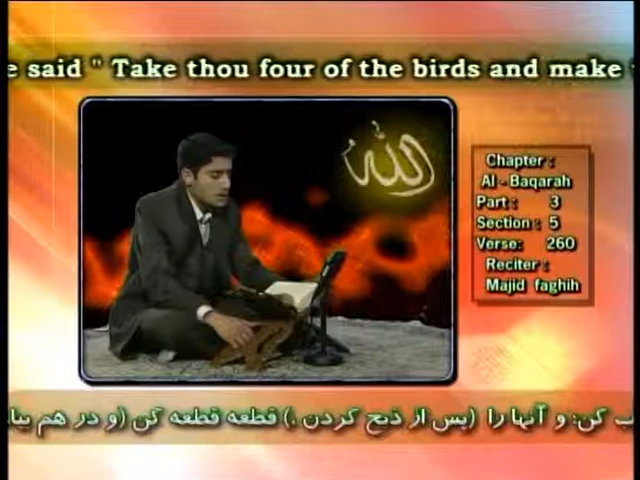 e said " Take thou four of the birds and make
الله
Chapter :
Al - Baqarah
Part : 3
Section : 5
Verse: 260
Reciter :
Majid faghih
ب کن؛ و آنها را (پس از ذبح کردن ،) قطعه قطعه کن (و در هم بیا